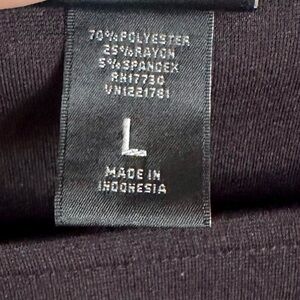 70% POLYESTER
25% RAYON
5% SPANDEX
RN17730
VN1221781
L
MADE IN
INDONESIA